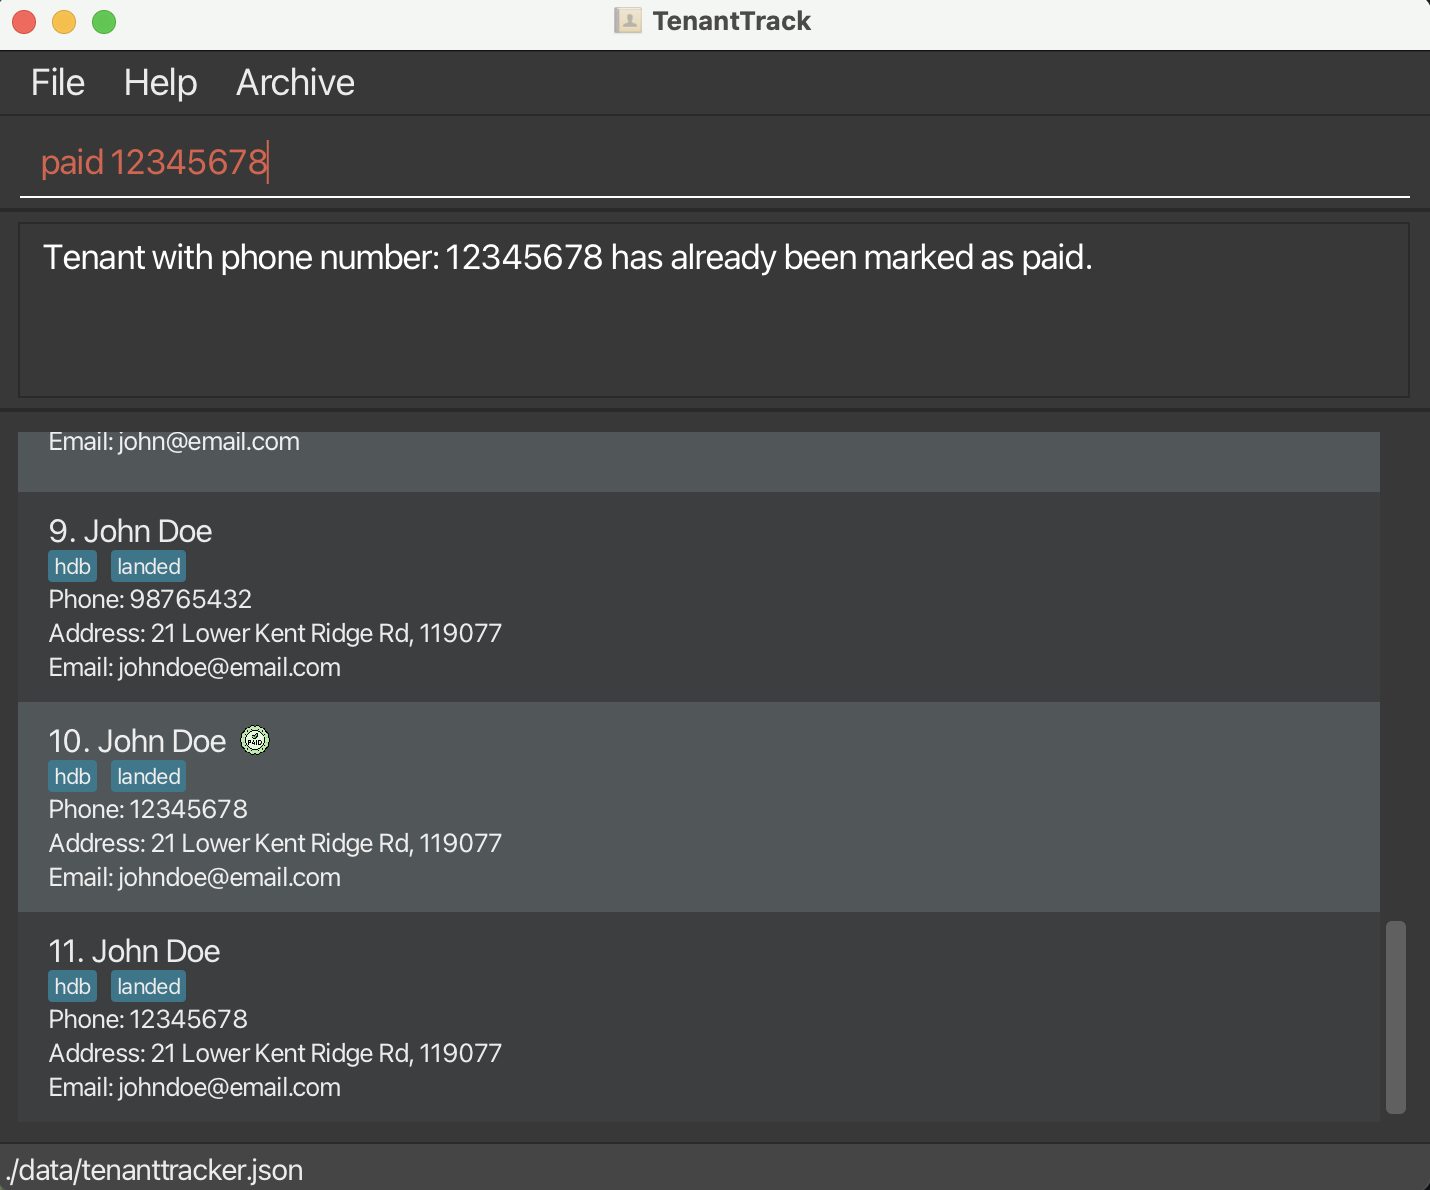 TenantTrack
File Help Archive
paid 12345678
Tenant with phone number: 12345678 has already been marked as paid.
Email: john@email.com
9. John Doe
hdb landed
Phone: 98765432
Address: 21 Lower Kent Ridge Rd, 119077
Email: johndoe@email.com
10. John Doe PAID
hdb landed
Phone: 12345678
Address: 21 Lower Kent Ridge Rd, 119077
Email: johndoe@email.com
11. John Doe
hdb landed
Phone: 12345678
Address: 21 Lower Kent Ridge Rd, 119077
Email: johndoe@email.com
./data/tenanttracker.json